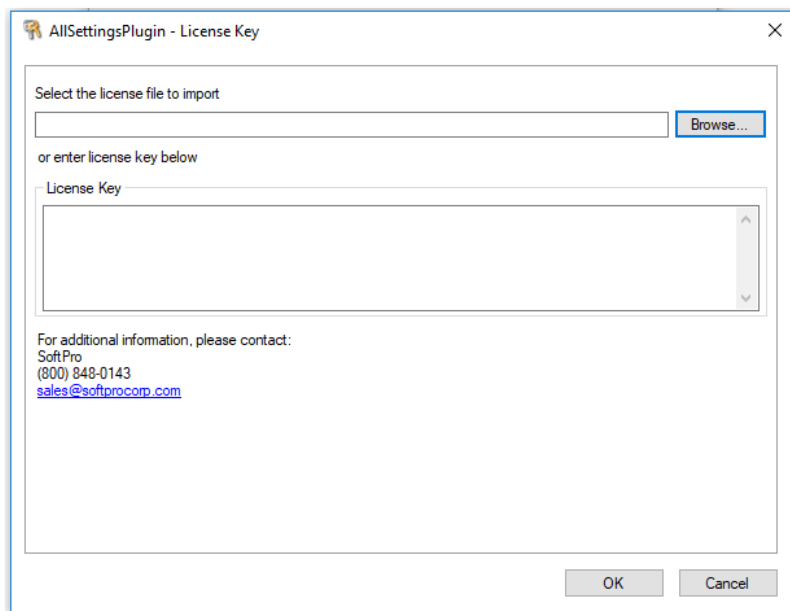 AllSettingsPlugin - License Key
Select the license file to import
Browse...
or enter license key below
License Key
For additional information, please contact:
SoftPro
(800) 848-0143
sales@softprocorp.com
OK
Cancel